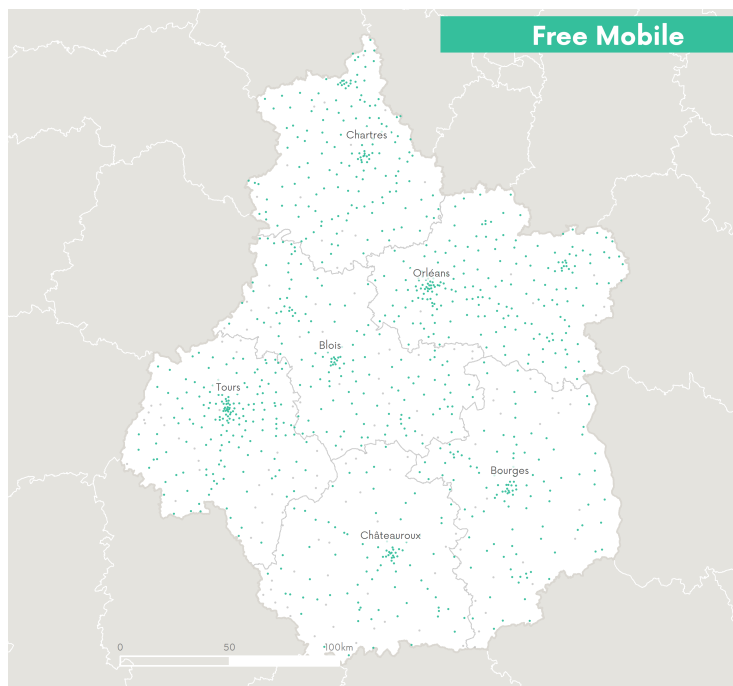 Free Mobile
Chartres
Orléans
Blois
Tours
Bourges
Châteauroux
0 50 100km